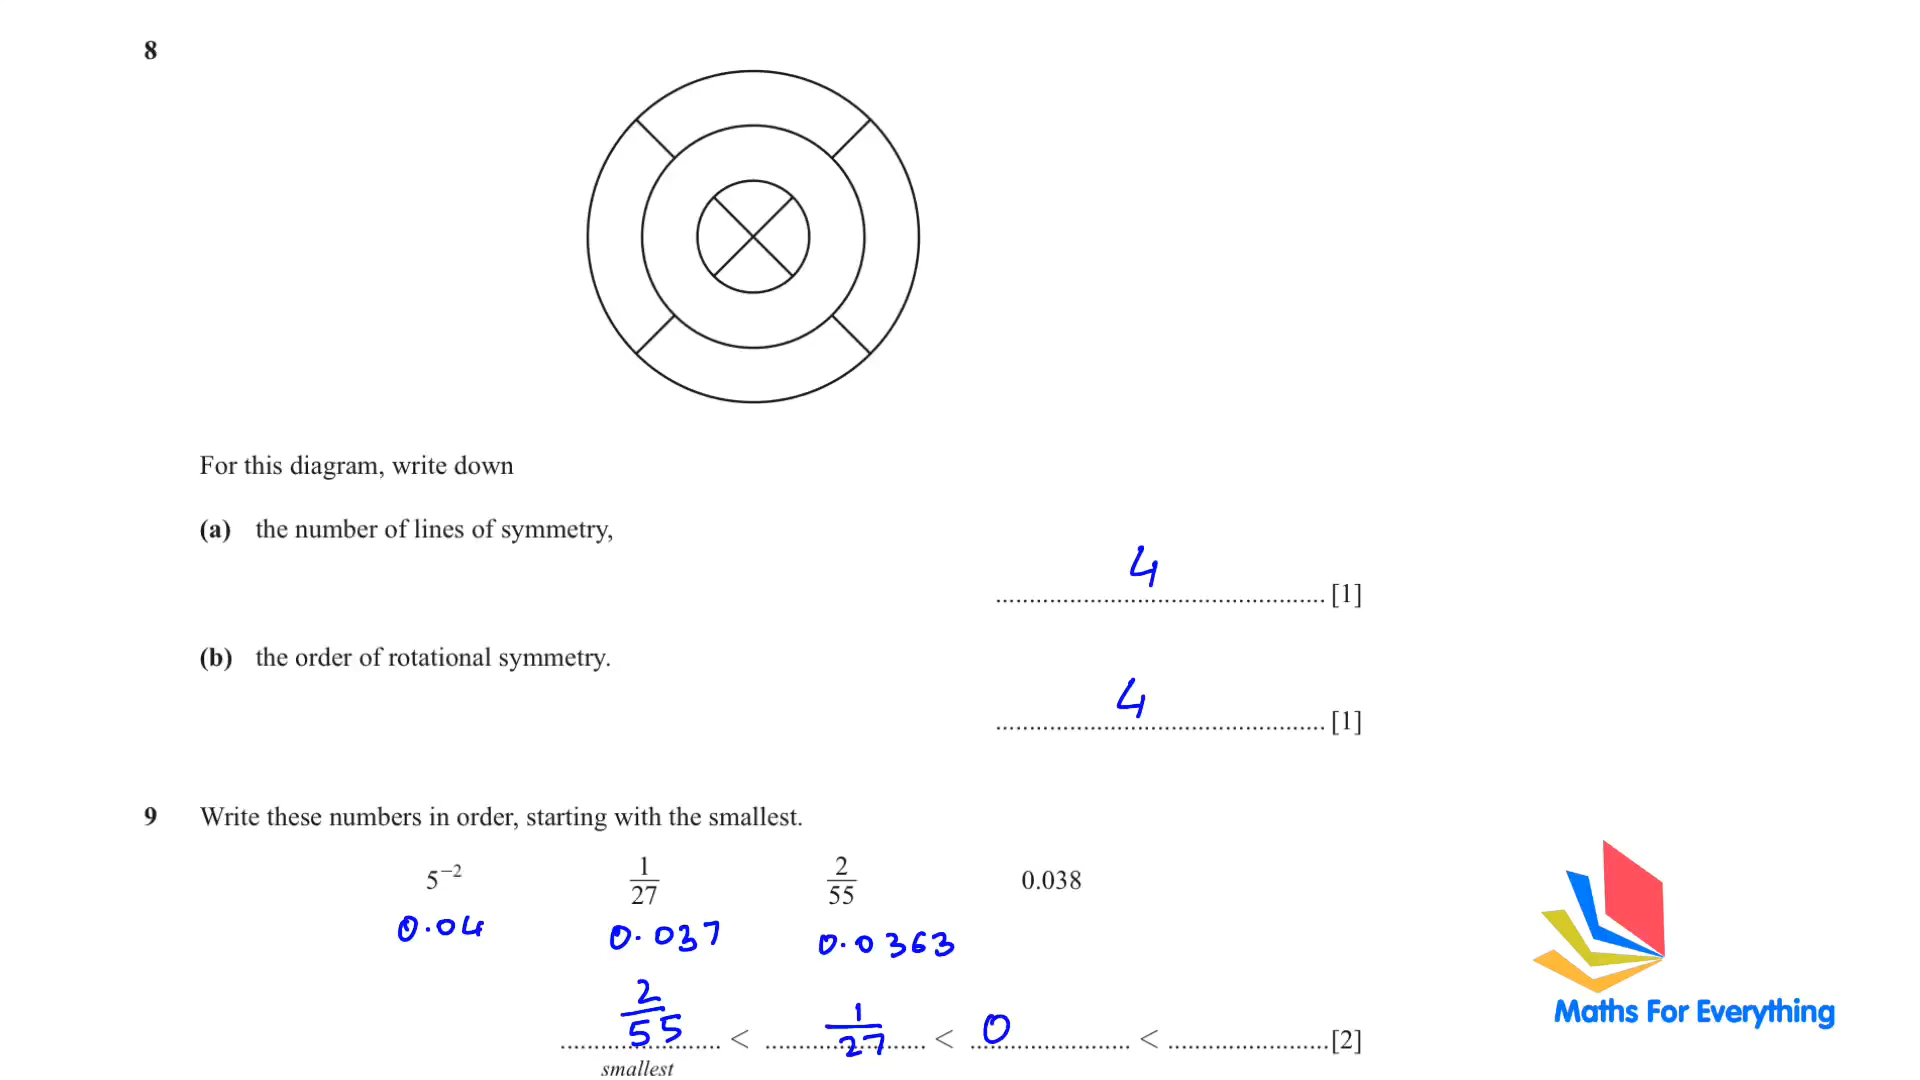 8
For this diagram, write down
(a) the number of lines of symmetry,
4
.................................................. [1]
(b) the order of rotational symmetry.
4
.................................................. [1]
9 Write these numbers in order, starting with the smallest.
5⁻² 1/27 2/55 0.038
0.04 0.037 0.0363
2/55 < 1/27 < 0 < ........................[2]
smallest
Maths For Everything